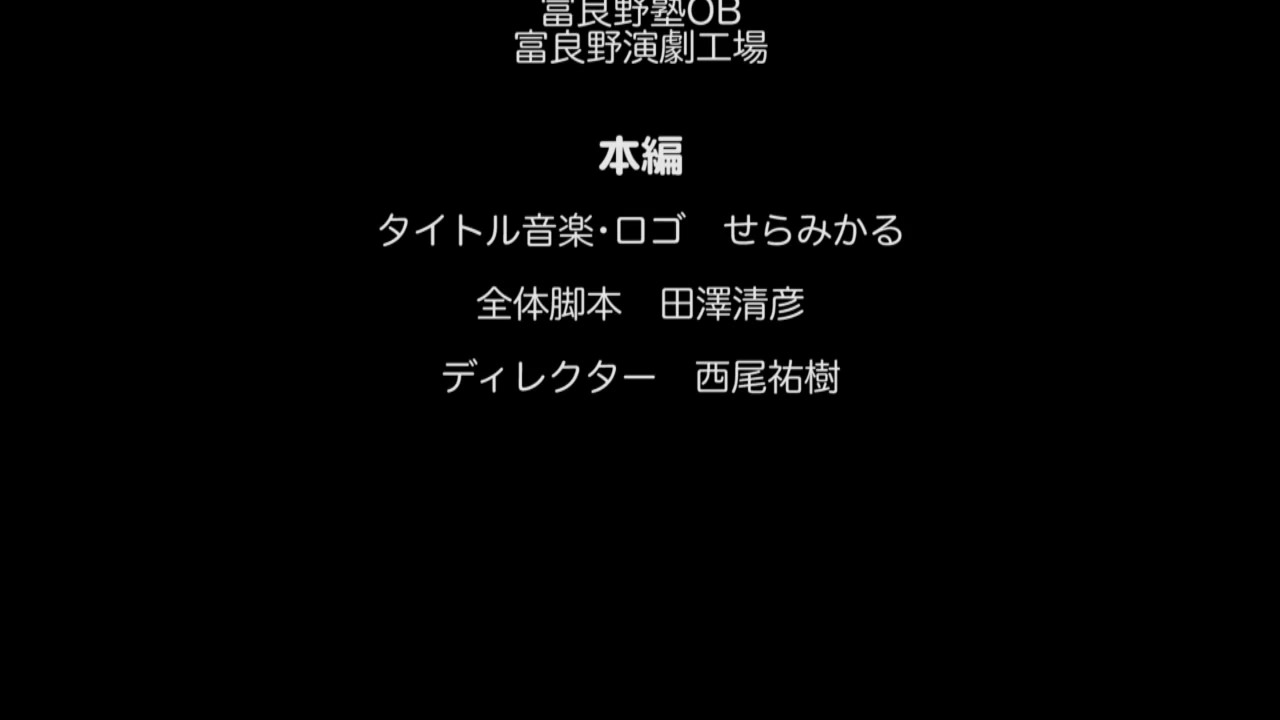 富良野塾OB
富良野演劇工場
本編
タイトル音楽・ロゴ　せらみかる
全体脚本　田澤清彦
ディレクター　西尾祐樹